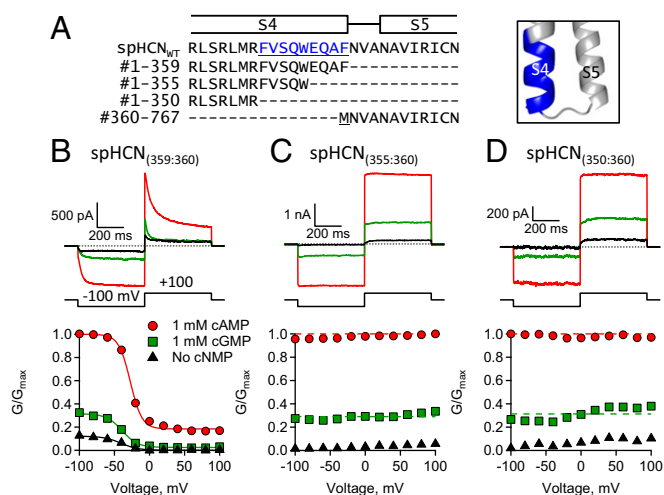 A
S4 S5
spHCNWT RLSRLMRFVSQWEQAFNVANAVIRICN
#1-359 RLSRLMRFVSQWEQAF-----------
#1-355 RLSRLMRFVSQW---------------
#1-350 RLSRLMR--------------------
#360-767 ---------------MNVANAVIRICN
S4 S5
B spHCN(359:360)
500 pA
200 ms
-100 mV
+100
C spHCN(355:360)
1 nA
200 ms
D spHCN(350:360)
200 pA
200 ms
1 mM cAMP
1 mM cGMP
No cNMP
G/Gmax
1.0
0.8
0.6
0.4
0.2
0.0
-100 -50 0 50 100
Voltage, mV
G/Gmax
1.0
0.8
0.6
0.4
0.2
0.0
-100 -50 0 50 100
Voltage, mV
G/Gmax
1.0
0.8
0.6
0.4
0.2
0.0
-100 -50 0 50 100
Voltage, mV